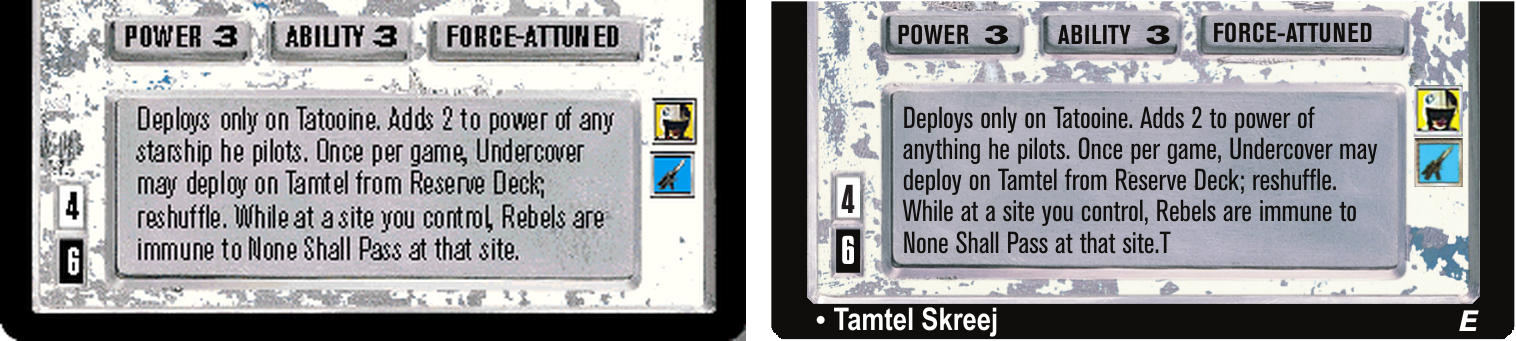 POWER 3 ABILITY 3 FORCE-ATTUNED
Deploys only on Tatooine. Adds 2 to power of any
starship he pilots. Once per game, Undercover
may deploy on Tamtel from Reserve Deck;
reshuffle. While at a site you control, Rebels are
immune to None Shall Pass at that site.
4
6
POWER 3 ABILITY 3 FORCE-ATTUNED
Deploys only on Tatooine. Adds 2 to power of
anything he pilots. Once per game, Undercover may
deploy on Tamtel from Reserve Deck; reshuffle.
While at a site you control, Rebels are immune to
None Shall Pass at that site.T
4
6
• Tamtel Skreej
E